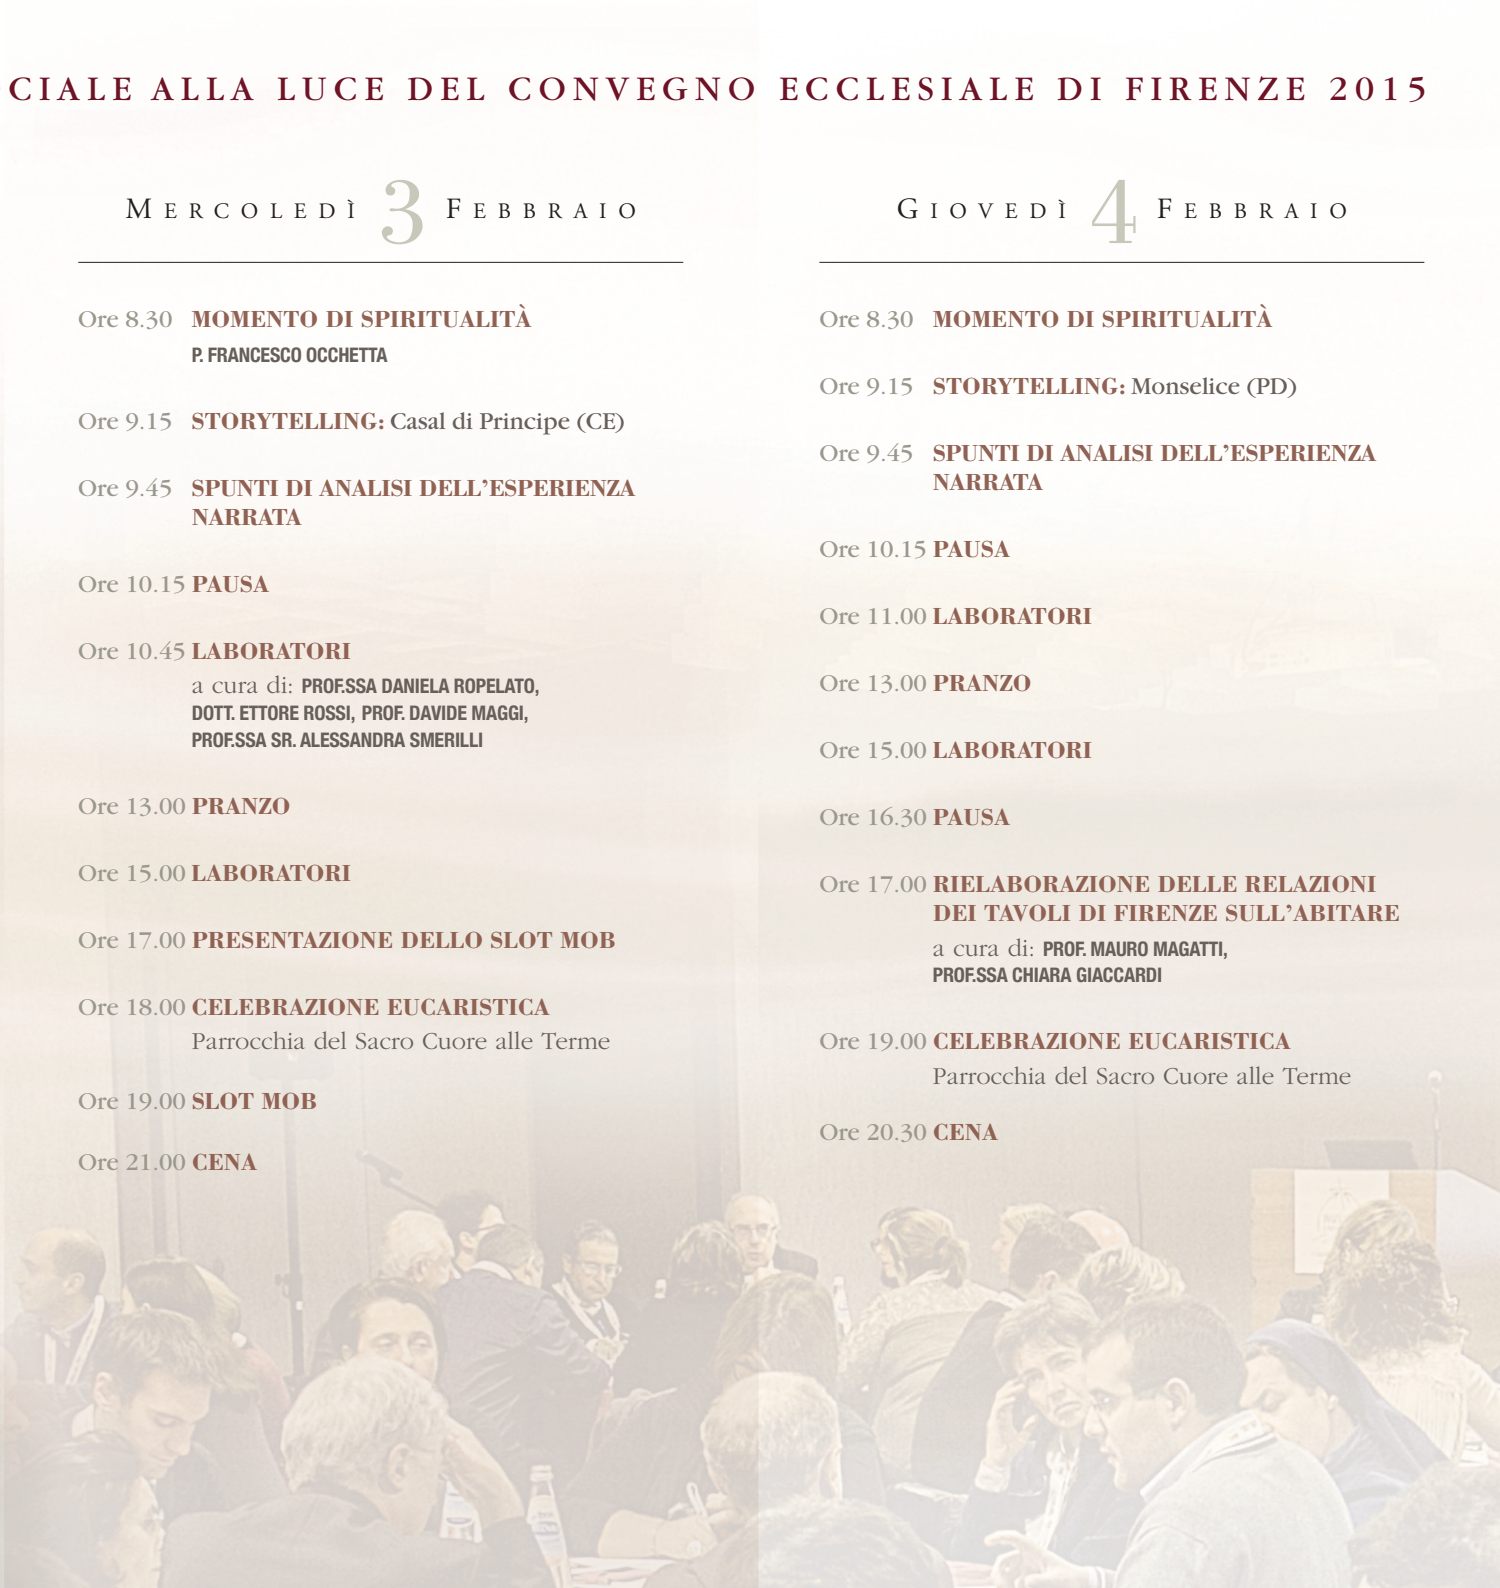 CIALE ALLA LUCE DEL CONVEGNO ECCLESIALE DI FIRENZE 2015
Mercoledì 3 Febbraio
Ore 8.30 MOMENTO DI SPIRITUALITÀ
P. FRANCESCO OCCHETTA
Ore 9.15 STORYTELLING: Casal di Principe (CE)
Ore 9.45 SPUNTI DI ANALISI DELL’ESPERIENZA
NARRATA
Ore 10.15 PAUSA
Ore 10.45 LABORATORI
a cura di: PROF.SSA DANIELA ROPELATO,
DOTT. ETTORE ROSSI, PROF. DAVIDE MAGGI,
PROF.SSA SR. ALESSANDRA SMERILLI
Ore 13.00 PRANZO
Ore 15.00 LABORATORI
Ore 17.00 PRESENTAZIONE DELLO SLOT MOB
Ore 18.00 CELEBRAZIONE EUCARISTICA
Parrocchia del Sacro Cuore alle Terme
Ore 19.00 SLOT MOB
Ore 21.00 CENA
Giovedì 4 Febbraio
Ore 8.30 MOMENTO DI SPIRITUALITÀ
Ore 9.15 STORYTELLING: Monselice (PD)
Ore 9.45 SPUNTI DI ANALISI DELL’ESPERIENZA
NARRATA
Ore 10.15 PAUSA
Ore 11.00 LABORATORI
Ore 13.00 PRANZO
Ore 15.00 LABORATORI
Ore 16.30 PAUSA
Ore 17.00 RIELABORAZIONE DELLE RELAZIONI
DEI TAVOLI DI FIRENZE SULL’ABITARE
a cura di: PROF. MAURO MAGATTI,
PROF.SSA CHIARA GIACCARDI
Ore 19.00 CELEBRAZIONE EUCARISTICA
Parrocchia del Sacro Cuore alle Terme
Ore 20.30 CENA